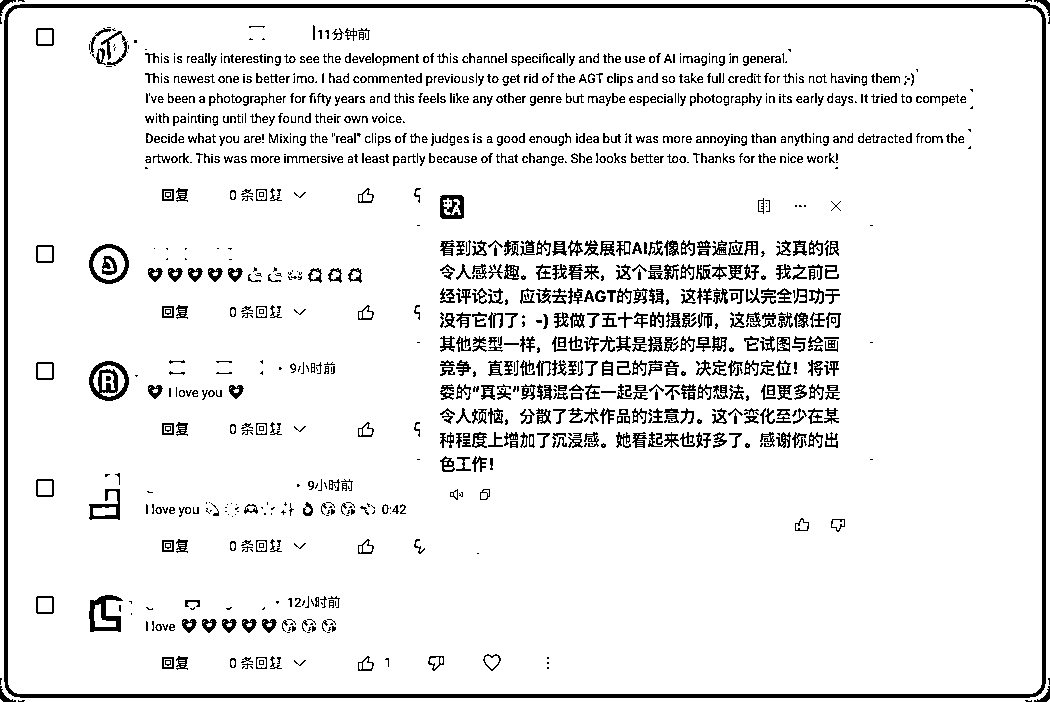 11分钟前
This is really interesting to see the development of this channel specifically and the use of AI imaging in general.
This newest one is better imo. I had commented previously to get rid of the AGT clips and so take full credit for this not having them ;-)
I've been a photographer for fifty years and this feels like any other genre but maybe especially photography in its early days. It tried to compete
with painting until they found their own voice.
Decide what you are! Mixing the "real" clips of the judges is a good enough idea but it was more annoying than anything and detracted from the
artwork. This was more immersive at least partly because of that change. She looks better too. Thanks for the nice work!
回复 0 条回复
看到这个频道的具体发展和AI成像的普遍应用，这真的很
令人感兴趣。在我看来，这个最新的版本更好。我之前已
经评论过，应该去掉AGT的剪辑，这样就可以完全归功于
没有它们了；-) 我做了五十年的摄影师，这感觉就像任何
其他类型一样，但也许尤其是摄影的早期。它试图与绘画
竞争，直到他们找到了自己的声音。决定你的定位！将评
委的“真实”剪辑混合在一起是个不错的想法，但更多的是
令人烦恼，分散了艺术作品的注意力。这个变化至少在某
种程度上增加了沉浸感。她看起来也好多了。感谢你的出
色工作！
回复 0 条回复
R
· 9小时前
I love you
回复 0 条回复
· 9小时前
I love you 0:42
回复 0 条回复
· 12小时前
I love
回复 0 条回复 1